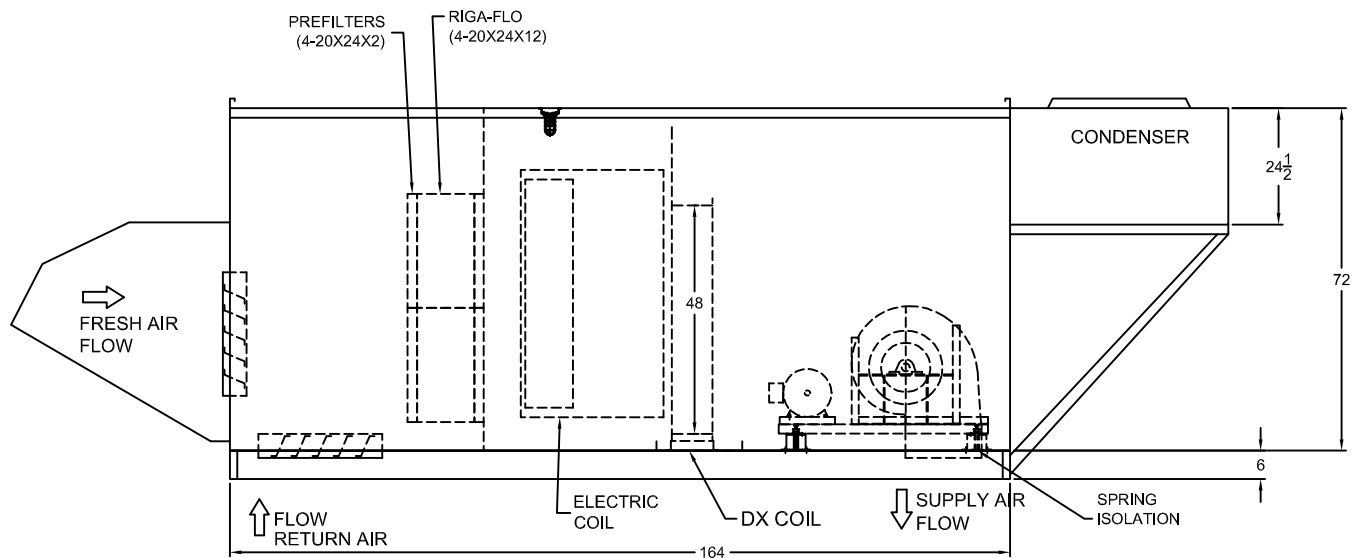 PREFILTERS
(4-20X24X2)
RIGA-FLO
(4-20X24X12)
CONDENSER
24 1/2
72
FRESH AIR
FLOW
48
6
FLOW
RETURN AIR
ELECTRIC
COIL
DX COIL
SUPPLY AIR
FLOW
SPRING
ISOLATION
164